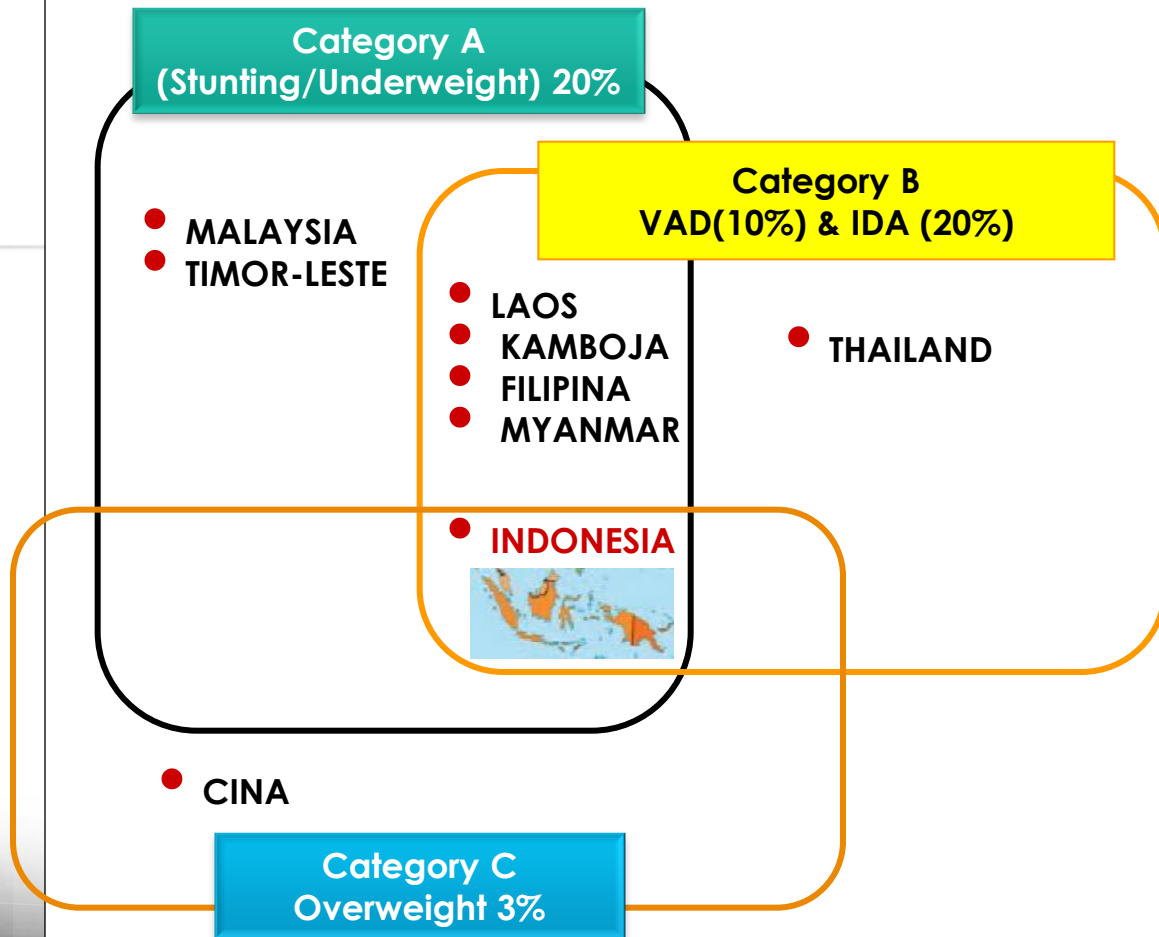 Category A
(Stunting/Underweight) 20%
Category B
VAD(10%) & IDA (20%)
MALAYSIA
TIMOR-LESTE
LAOS
KAMBOJA
FILIPINA
MYANMAR
THAILAND
INDONESIA
CINA
Category C
Overweight 3%